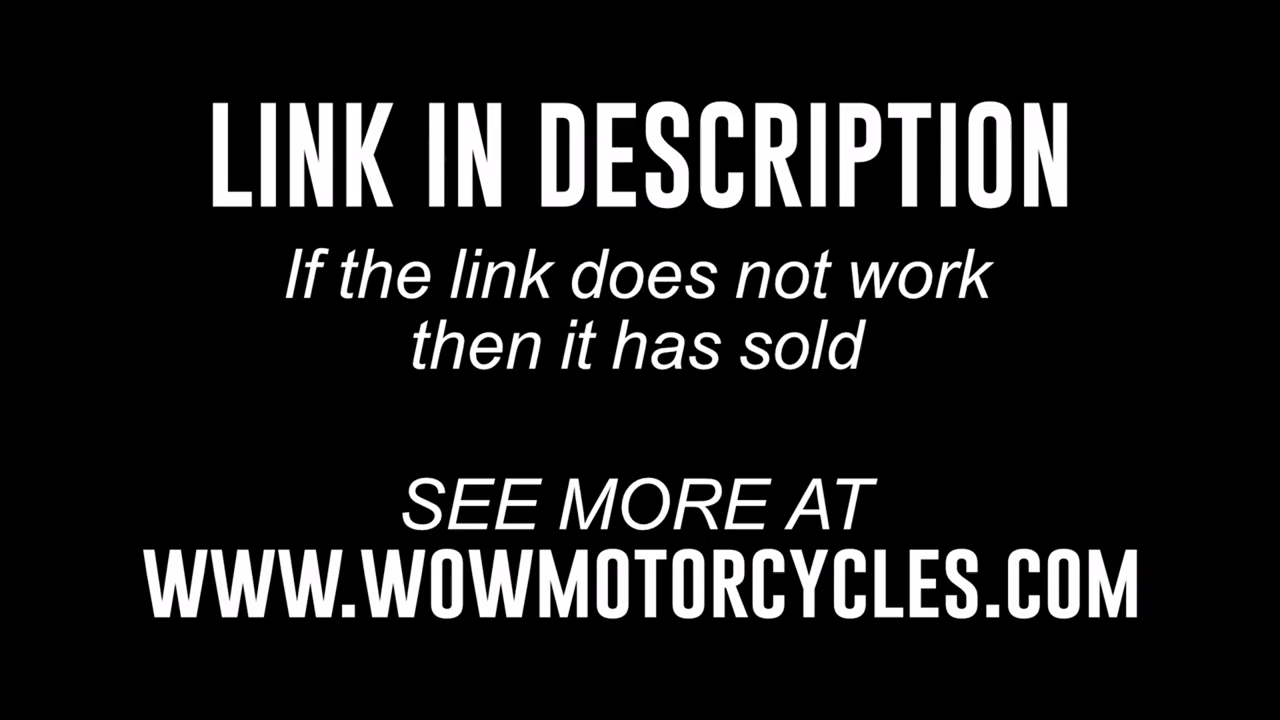 LINK IN DESCRIPTION
If the link does not work
then it has sold
SEE MORE AT
WWW.WOWMOTORCYCLES.COM